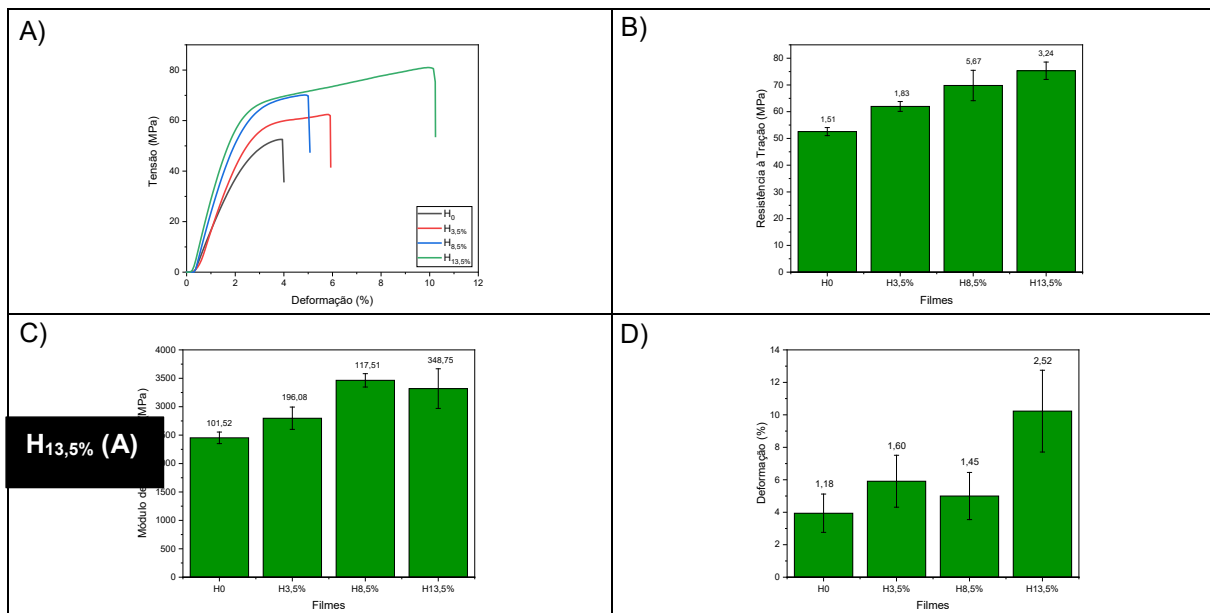 A)
Tensão (MPa)
80
60
40
20
0
0 2 4 6 8 10 12
Deformação (%)
H0
H3,5%
H8,5%
H13,5%
B)
Resistência à Tração (MPa)
80
70
60
50
40
30
20
10
0
1,51
1,83
5,67
3,24
H0 H3,5% H8,5% H13,5%
Filmes
C)
Módulo de
(MPa)
4000
3500
3000
2500
2000
1500
1000
500
0
101,52
196,08
117,51
348,75
H0 H3,5% H8,5% H13,5%
Filmes
H13,5% (A)
D)
Deformação (%)
14
12
10
8
6
4
2
0
1,18
1,60
1,45
2,52
H0 H3,5% H8,5% H13,5%
Filmes